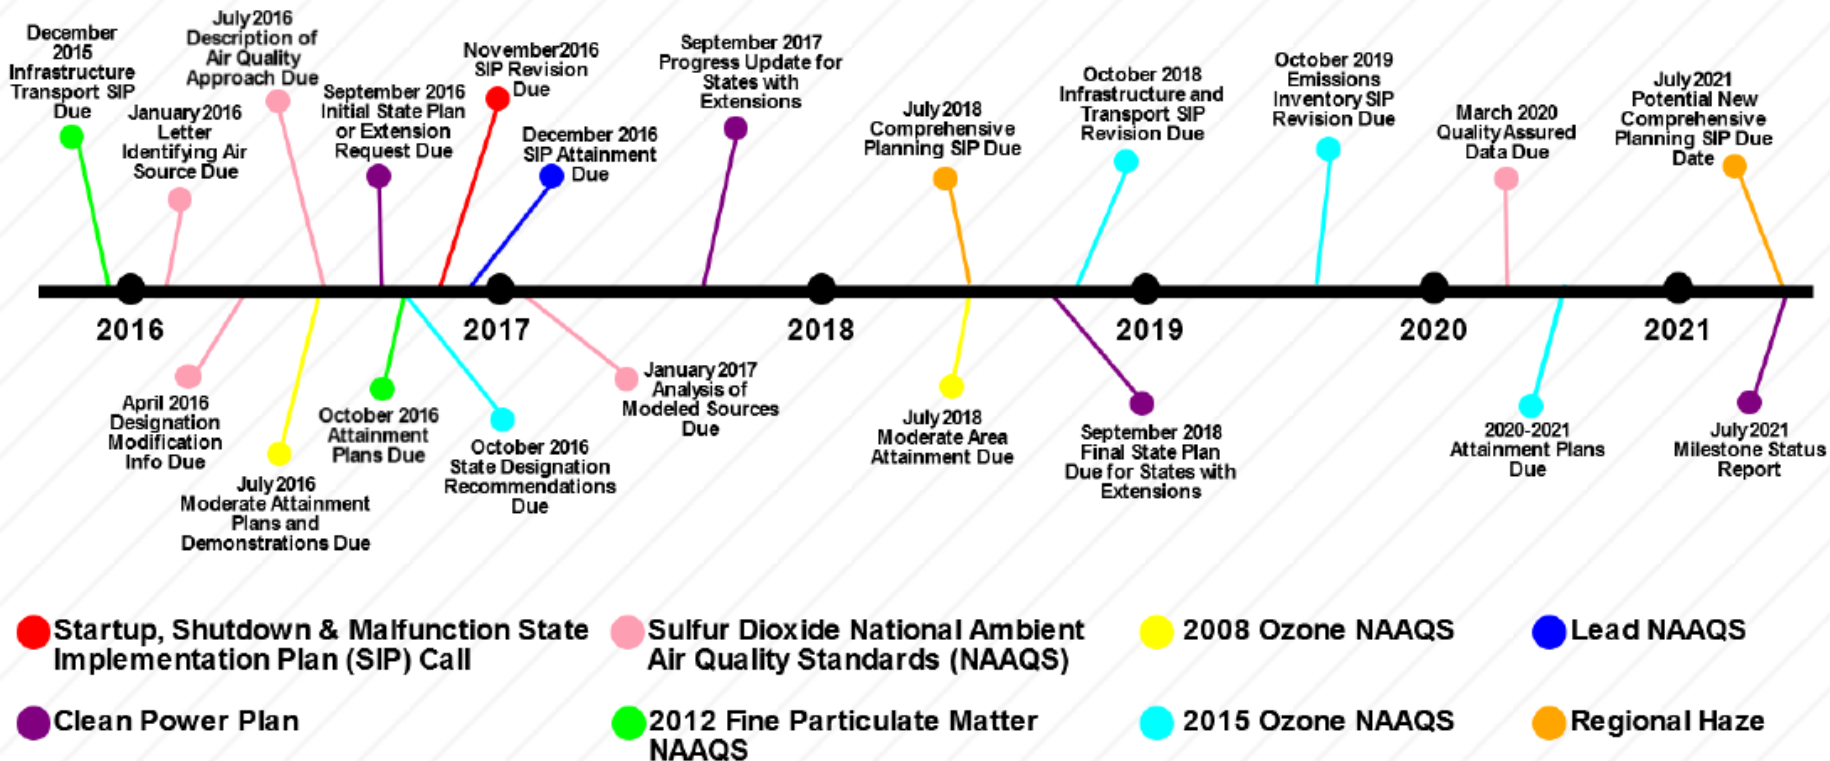 December
2015
Infrastructure
Transport SIP
Due
January 2016
Letter
Identifying Air
Source Due
July 2016
Description of
Air Quality
Approach Due
September 2016
Initial State Plan
or Extension
Request Due
November2016
SIP Revision
Due
December 2016
SIP Attainment
Due
September 2017
Progress Update for
States with
Extensions
July 2018
Comprehensive
Planning SIP Due
October 2018
Infrastructure and
Transport SIP
Revision Due
October 2019
Emissions
Inventory SIP
Revision Due
March 2020
Quality Assured
Data Due
July 2021
Potential New
Comprehensive
Planning SIP Due
Date
2016
2017
2018
2019
2020
2021
April 2016
Designation
Modification
Info Due
July 2016
Moderate Attainment
Plans and
Demonstrations Due
October 2016
Attainment
Plans Due
October 2016
State Designation
Recommendations
Due
January 2017
Analysis of
Modeled Sources
Due
July 2018
Moderate Area
Attainment Due
September 2018
Final State Plan
Due for States with
Extensions
2020-2021
Attainment Plans
Due
July 2021
Milestone Status
Report
Startup, Shutdown & Malfunction State
Implementation Plan (SIP) Call
Sulfur Dioxide National Ambient
Air Quality Standards (NAAQS)
2008 Ozone NAAQS
Lead NAAQS
Clean Power Plan
2012 Fine Particulate Matter
NAAQS
2015 Ozone NAAQS
Regional Haze